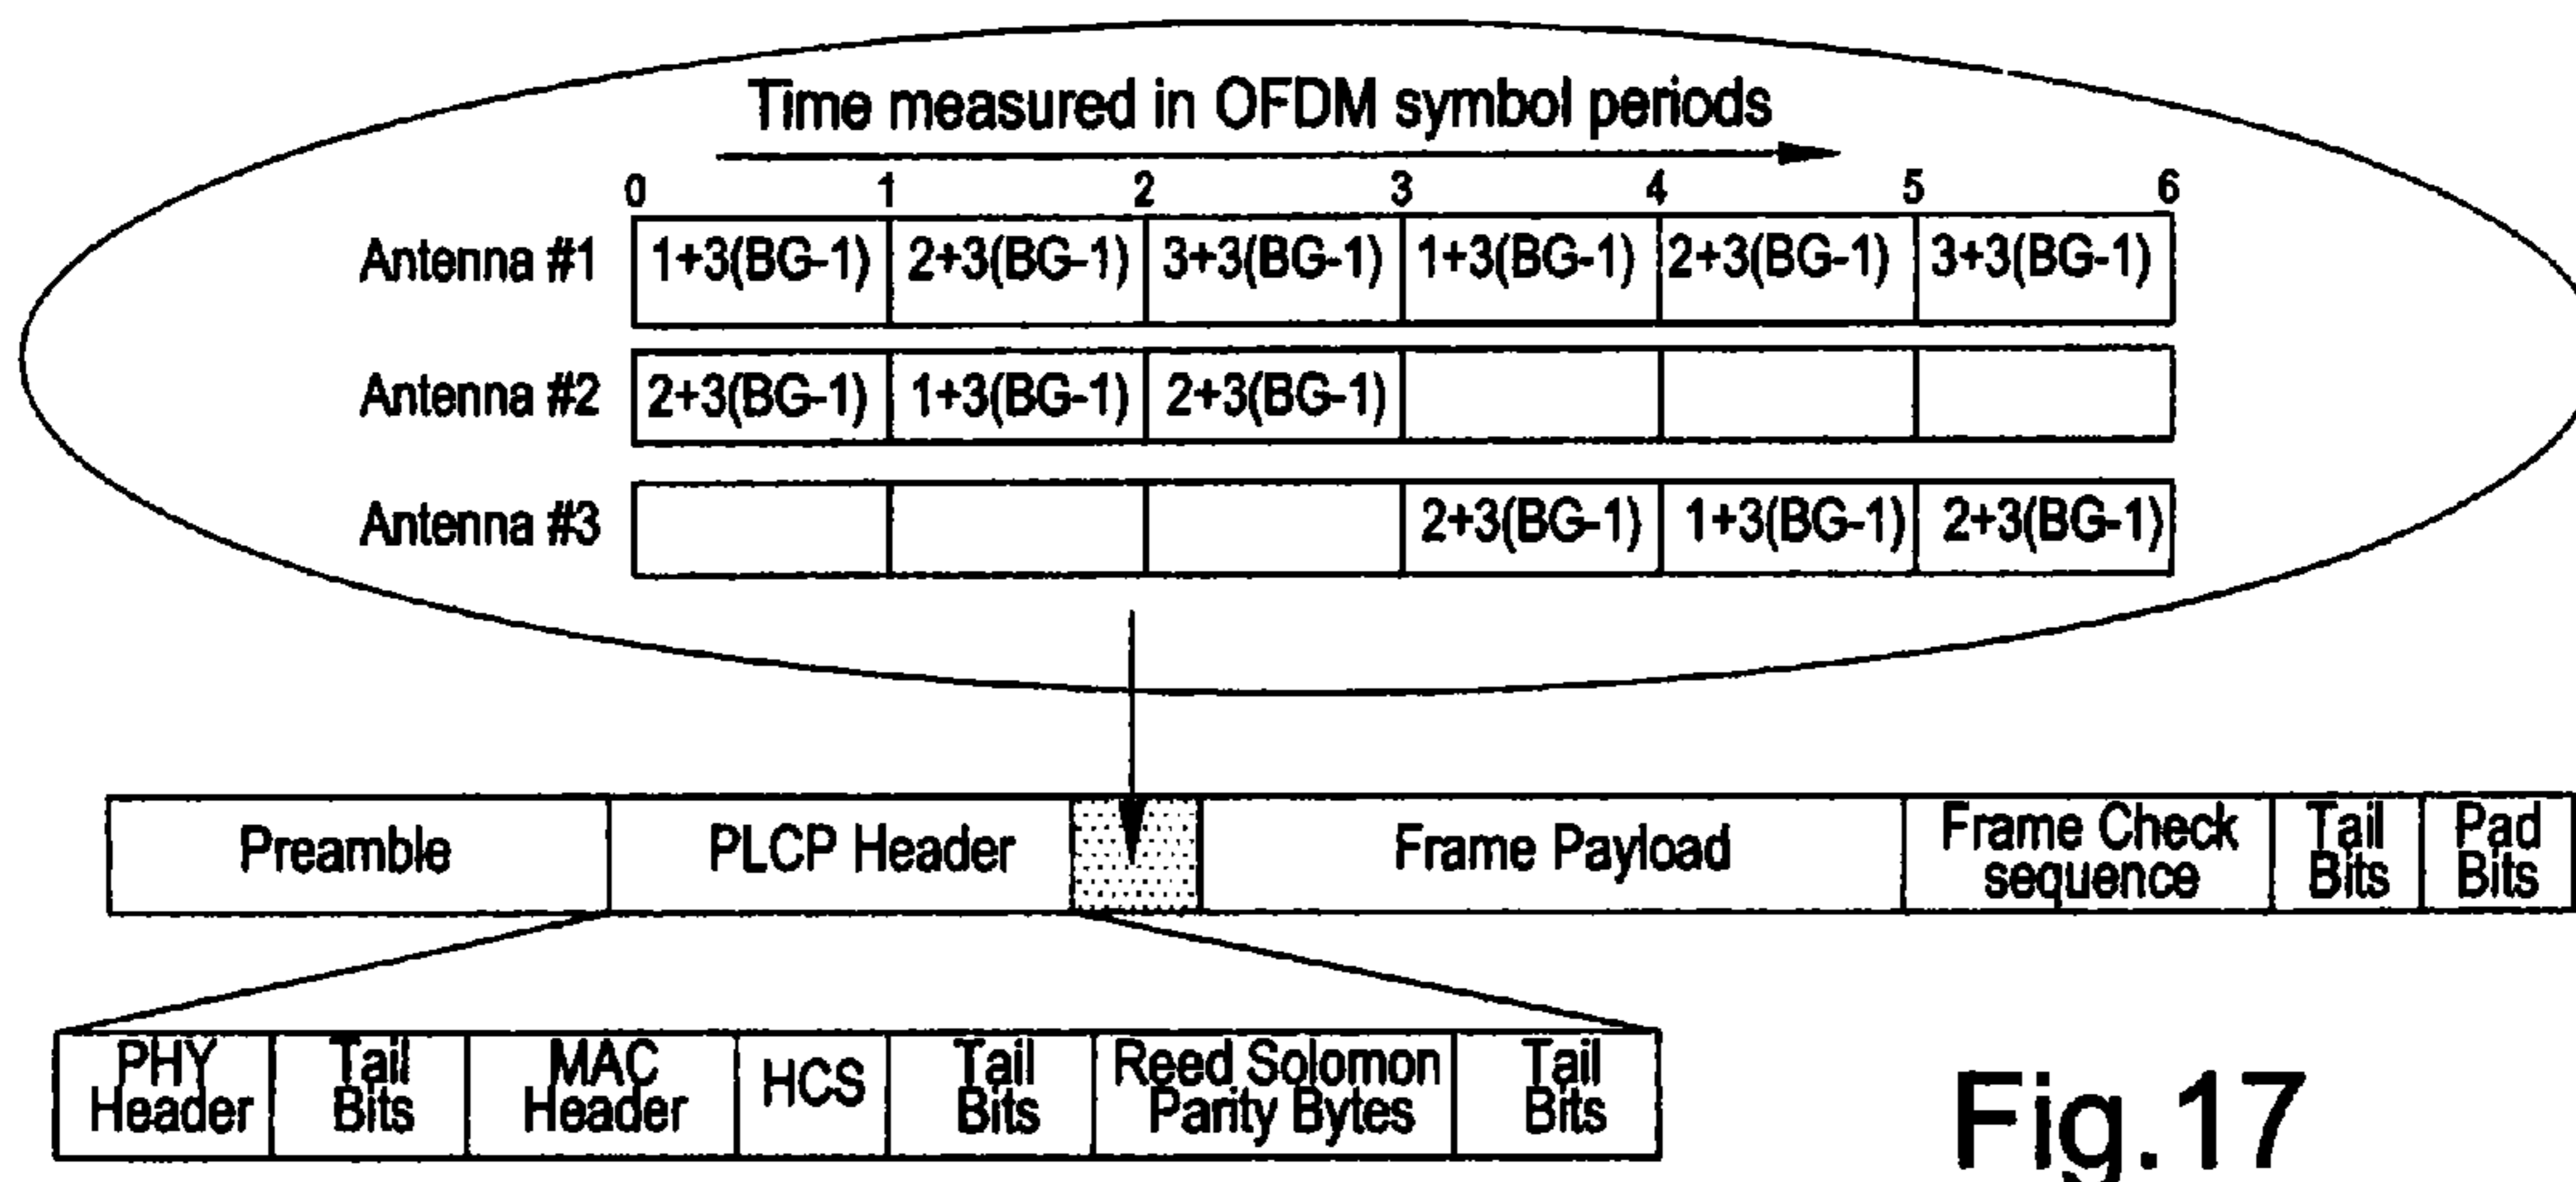 Time measured in OFDM symbol periods
0 1 2 3 4 5 6
Antenna #1 1+3(BG-1) 2+3(BG-1) 3+3(BG-1) 1+3(BG-1) 2+3(BG-1) 3+3(BG-1)
Antenna #2 2+3(BG-1) 1+3(BG-1) 2+3(BG-1)
Antenna #3 2+3(BG-1) 1+3(BG-1) 2+3(BG-1)
Preamble
PLCP Header
Frame Payload
Frame Check
sequence
Tail
Bits
Pad
Bits
PHY
Header
Tail
Bits
MAC
Header
HCS
Tail
Bits
Reed Solomon
Parity Bytes
Tail
Bits
Fig.17